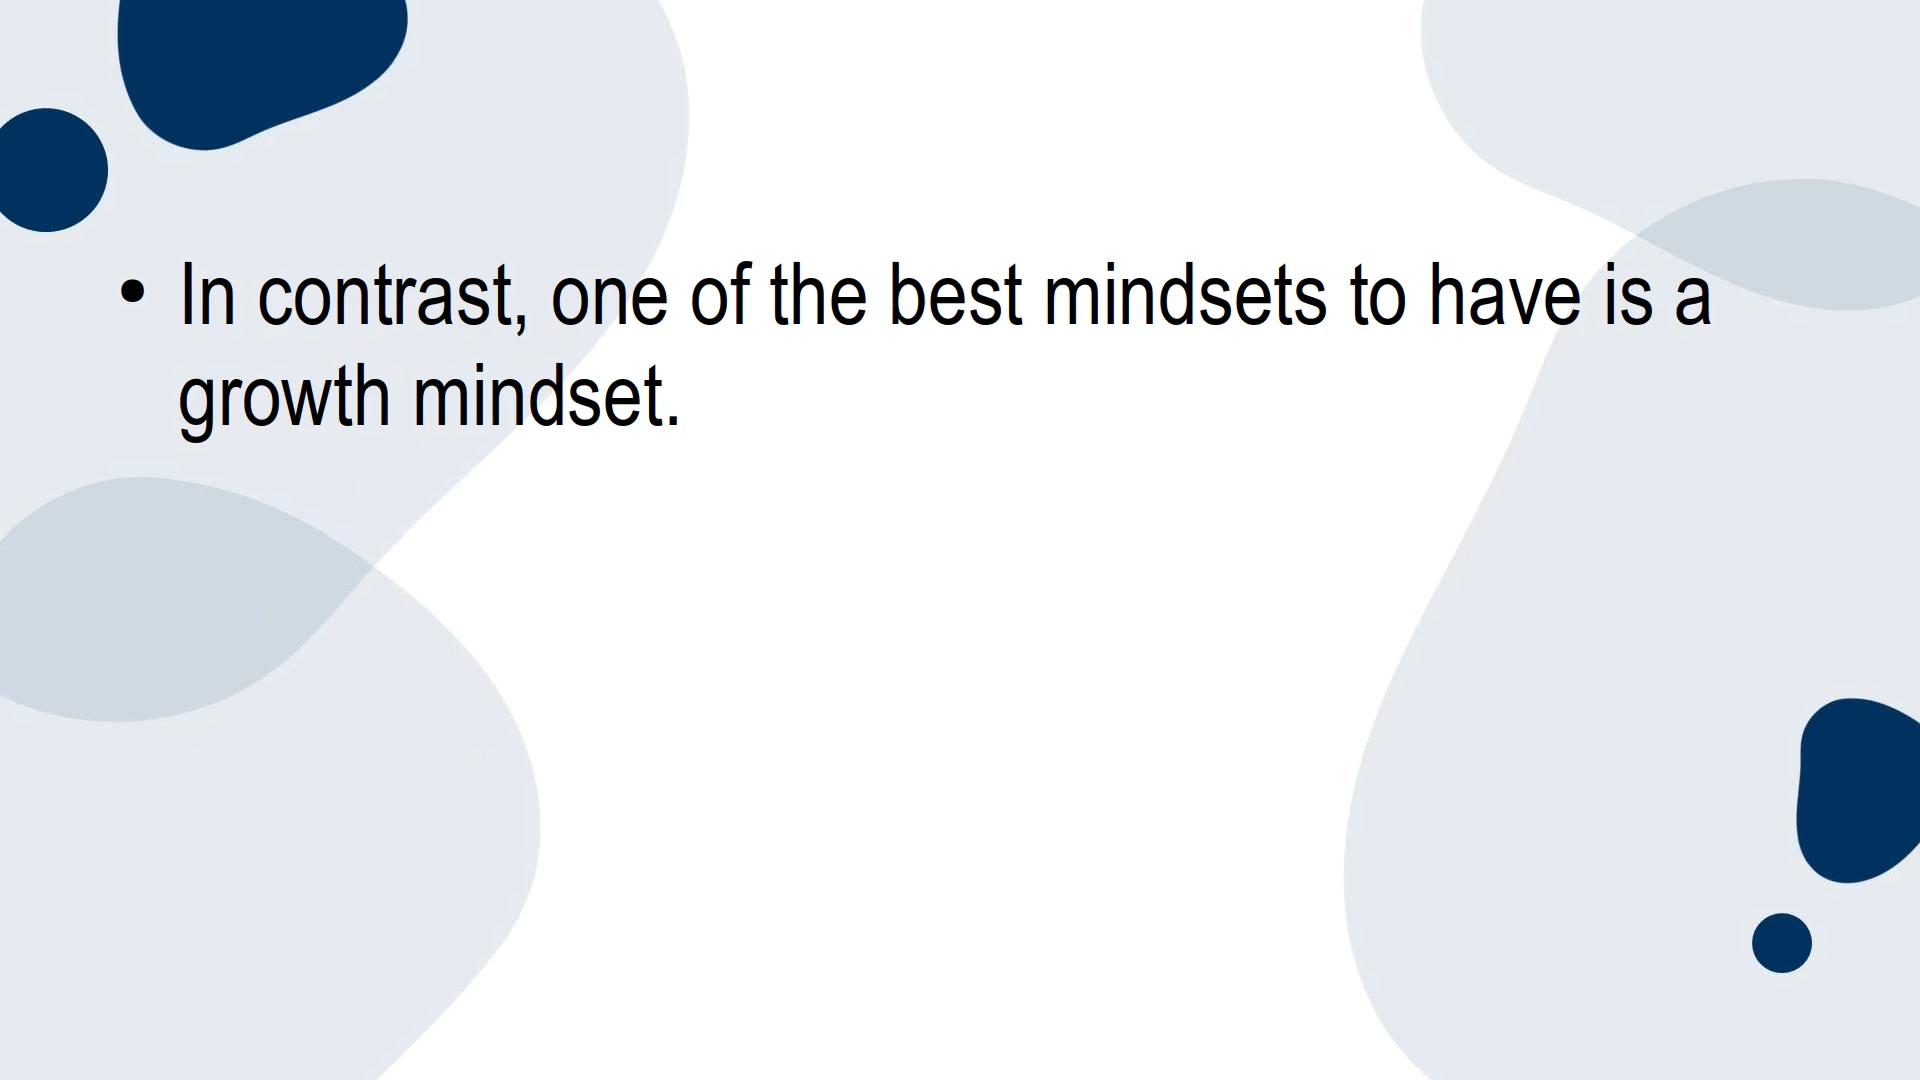 • In contrast, one of the best mindsets to have is a
growth mindset.